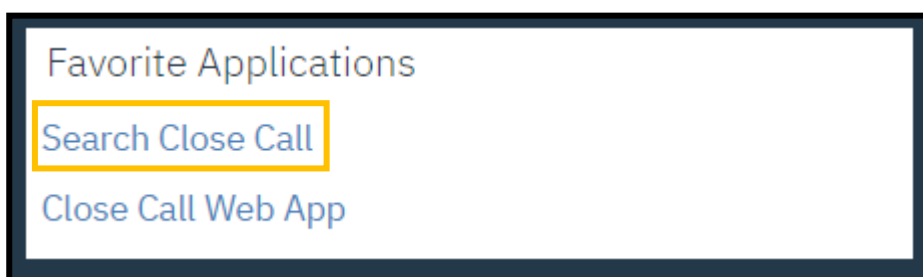 Favorite Applications
Search Close Call
Close Call Web App